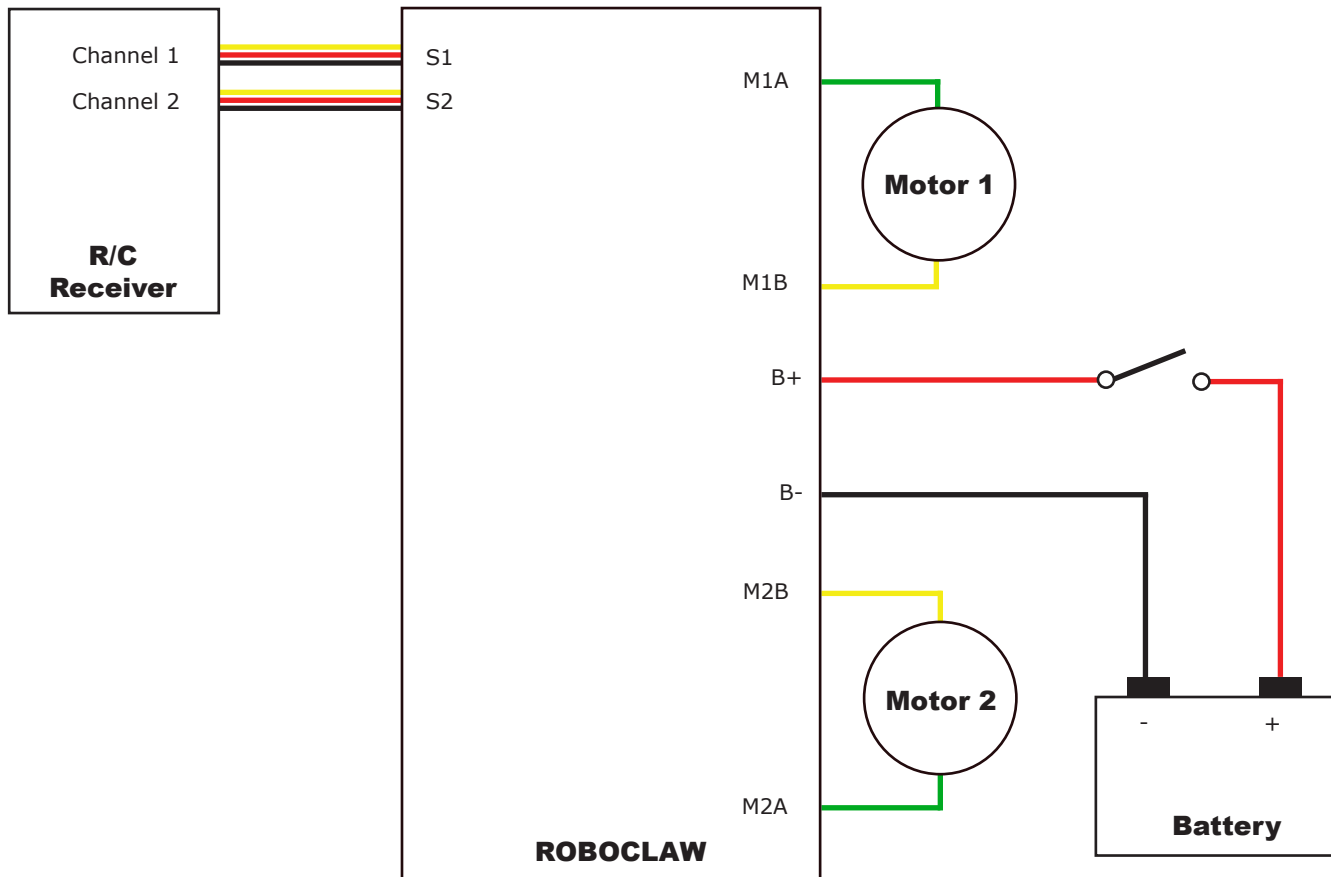 Channel 1
Channel 2
R/C
Receiver
S1
S2
ROBOCLAW
M1A
M1B
B+
B-
M2B
M2A
Motor 1
Motor 2
- +
Battery